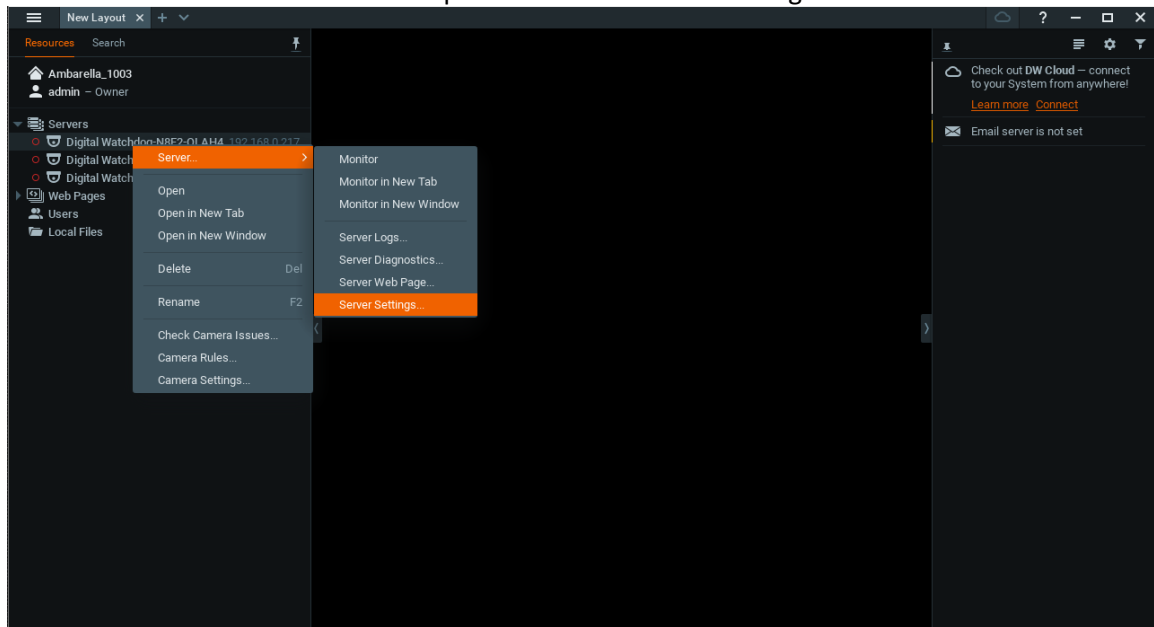 New Layout
Resources Search
Ambarella_1003
admin – Owner
Servers
Digital Watchdog-N8F2-OLAH4 192.168.0.217
Digital Watch
Digital Watch
Web Pages
Users
Local Files
Server...
Open
Open in New Tab
Open in New Window
Delete Del
Rename F2
Check Camera Issues...
Camera Rules...
Camera Settings...
Monitor
Monitor in New Tab
Monitor in New Window
Server Logs...
Server Diagnostics...
Server Web Page...
Server Settings...
?
Check out DW Cloud — connect
to your System from anywhere!
Learn more Connect
Email server is not set